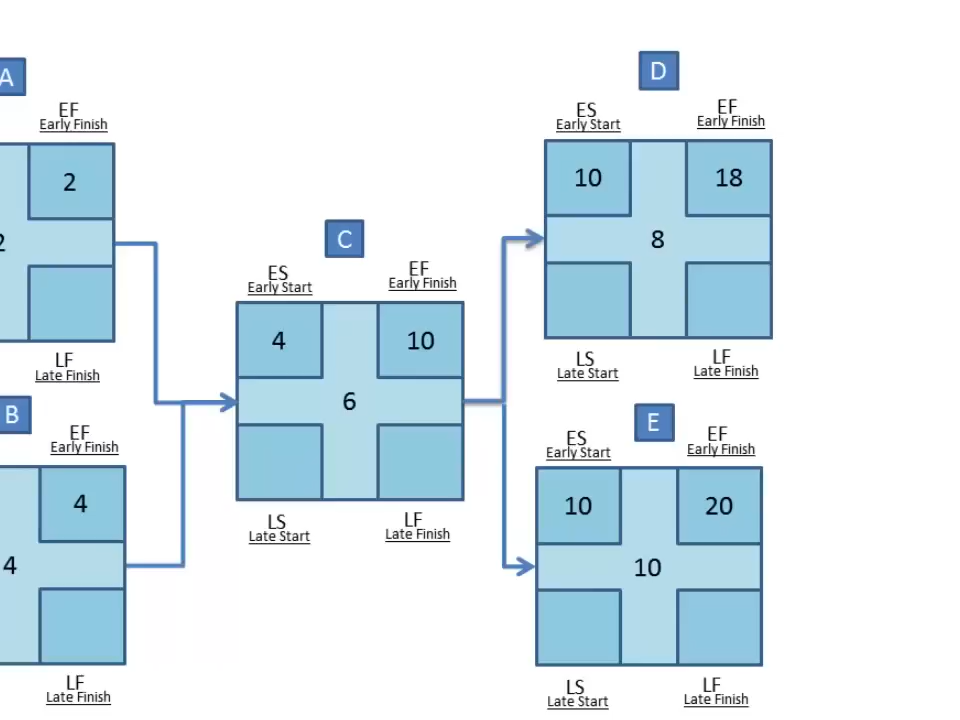 A
EF
Early Finish
2
2
LF
Late Finish
B
EF
Early Finish
4
4
LF
Late Finish
C
ES
Early Start
EF
Early Finish
4
10
6
LS
Late Start
LF
Late Finish
D
ES
Early Start
EF
Early Finish
10
18
8
LS
Late Start
LF
Late Finish
E
ES
Early Start
EF
Early Finish
10
20
10
LS
Late Start
LF
Late Finish